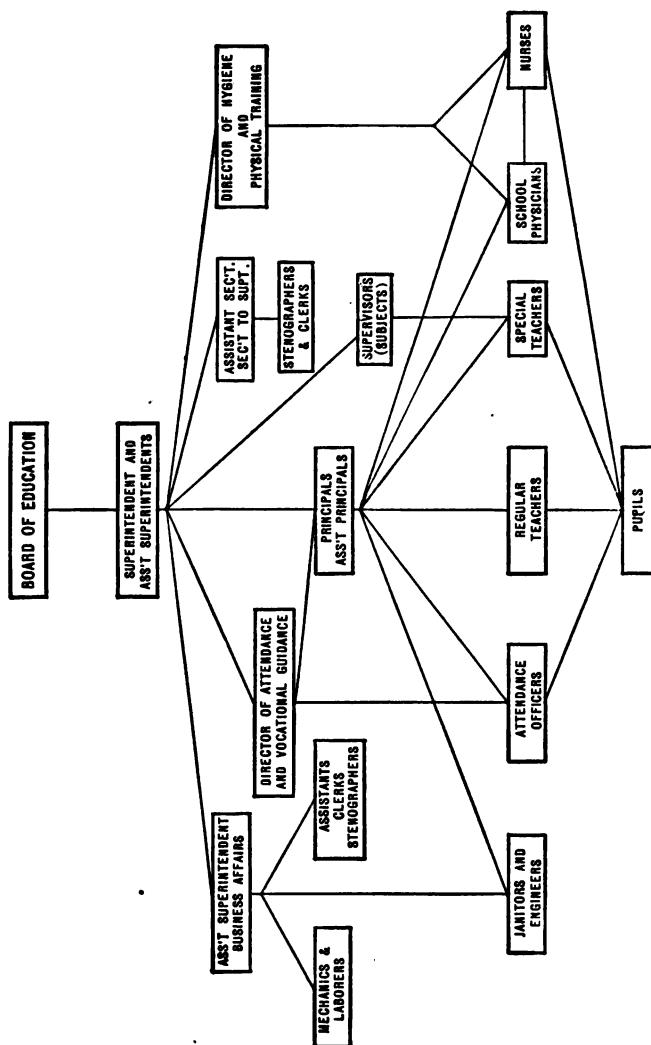 BOARD OF EDUCATION
SUPERINTENDENT AND
ASS'T SUPERINTENDENTS
ASS'T SUPERINTENDENT
BUSINESS AFFAIRS
DIRECTOR OF ATTENDANCE
AND VOCATIONAL GUIDANCE
ASSISTANT SEC'T.
SEC'T TO SUPT.
STENOGRAPHERS
& CLERKS
DIRECTOR OF HYGIENE
AND
PHYSICAL TRAINING
MECHANICS &
LABORERS
ASSISTANTS
CLERKS
STENOGRAPHERS
PRINCIPALS
ASS'T PRINCIPALS
SUPERVISORS
(SUBJECTS)
JANITORS AND
ENGINEERS
ATTENDANCE
OFFICERS
REGULAR
TEACHERS
SPECIAL
TEACHERS
SCHOOL
PHYSICIANS
NURSES
PUPILS